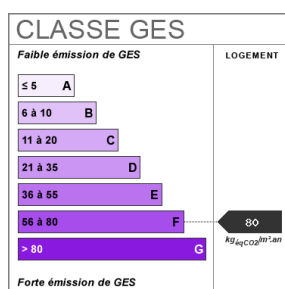 CLASSE GES
Faible émission de GES
LOGEMENT
≤ 5 A
6 à 10 B
11 à 20 C
21 à 35 D
36 à 55 E
56 à 80 F
80
kgéqCO2/m².an
> 80 G
Forte émission de GES